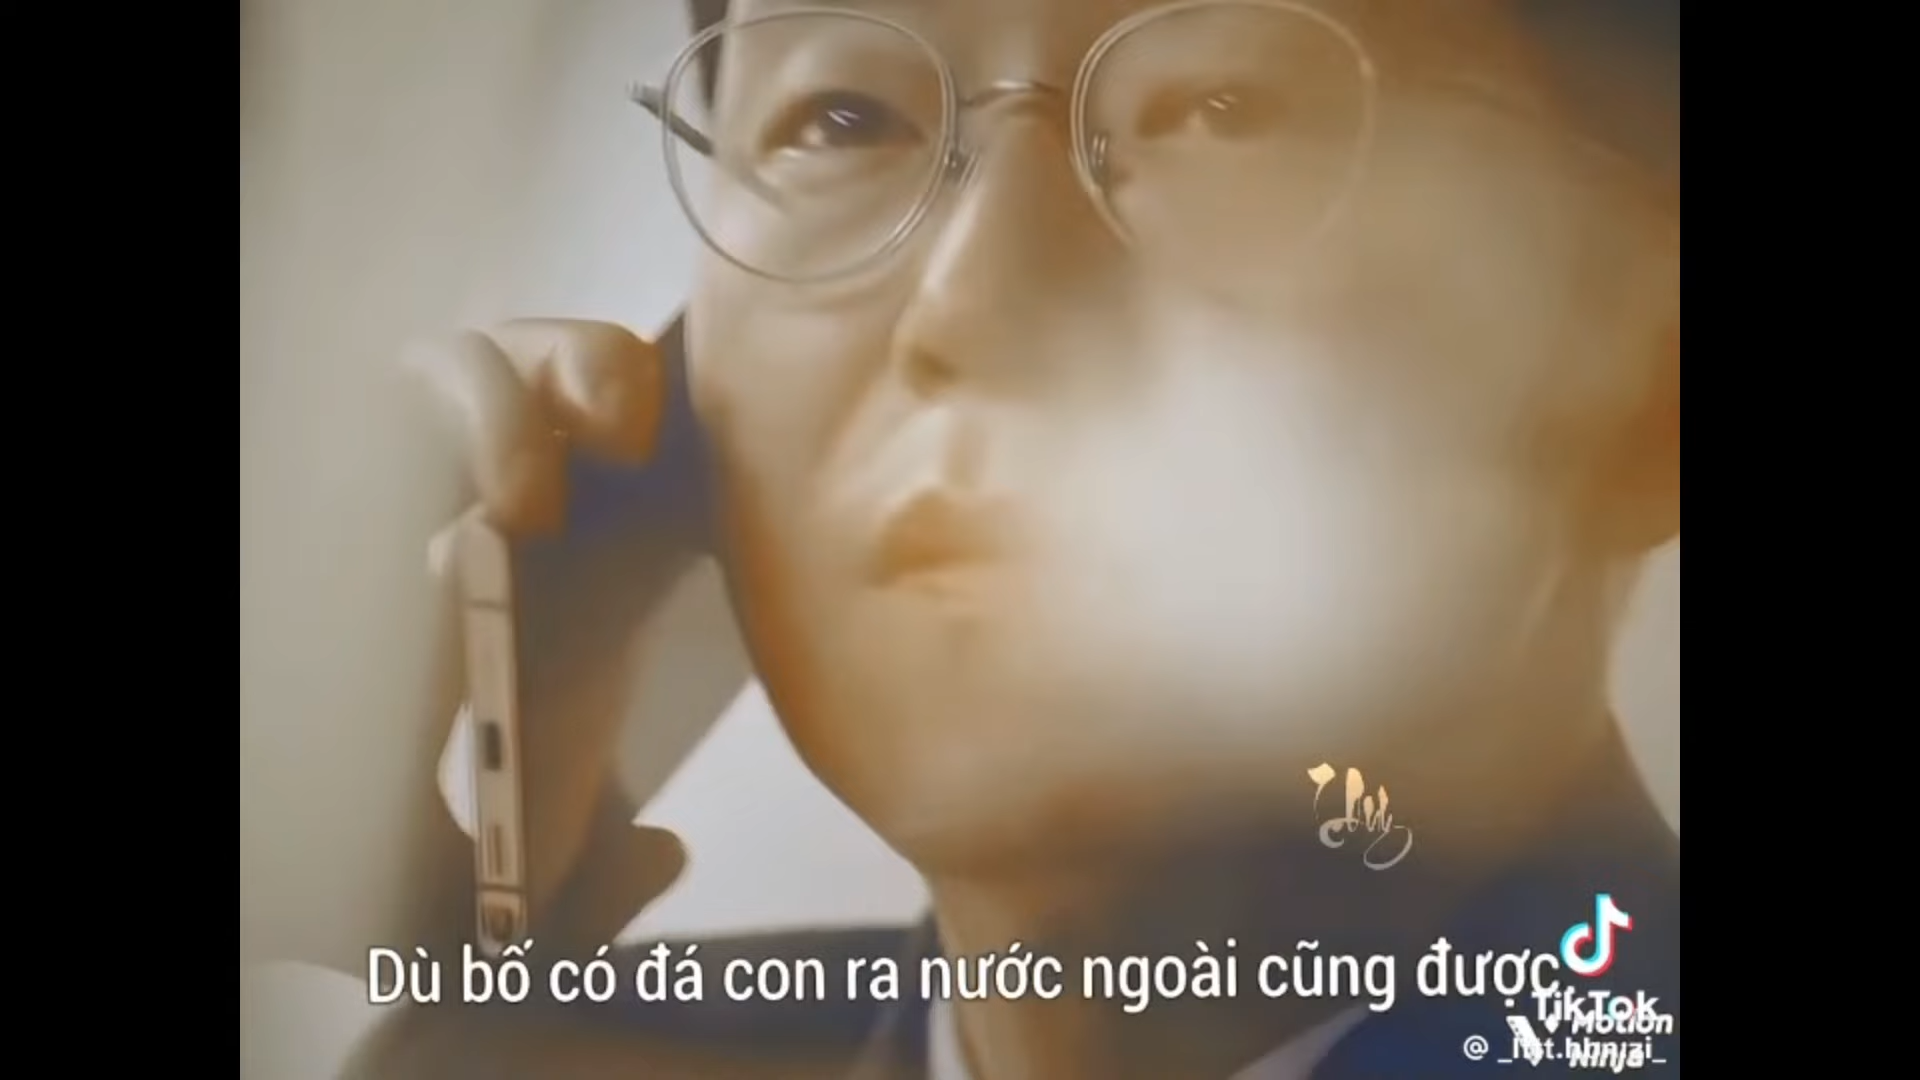 Dù bố có đá con ra nước ngoài cũng được
TikTok
Motion
Ninja